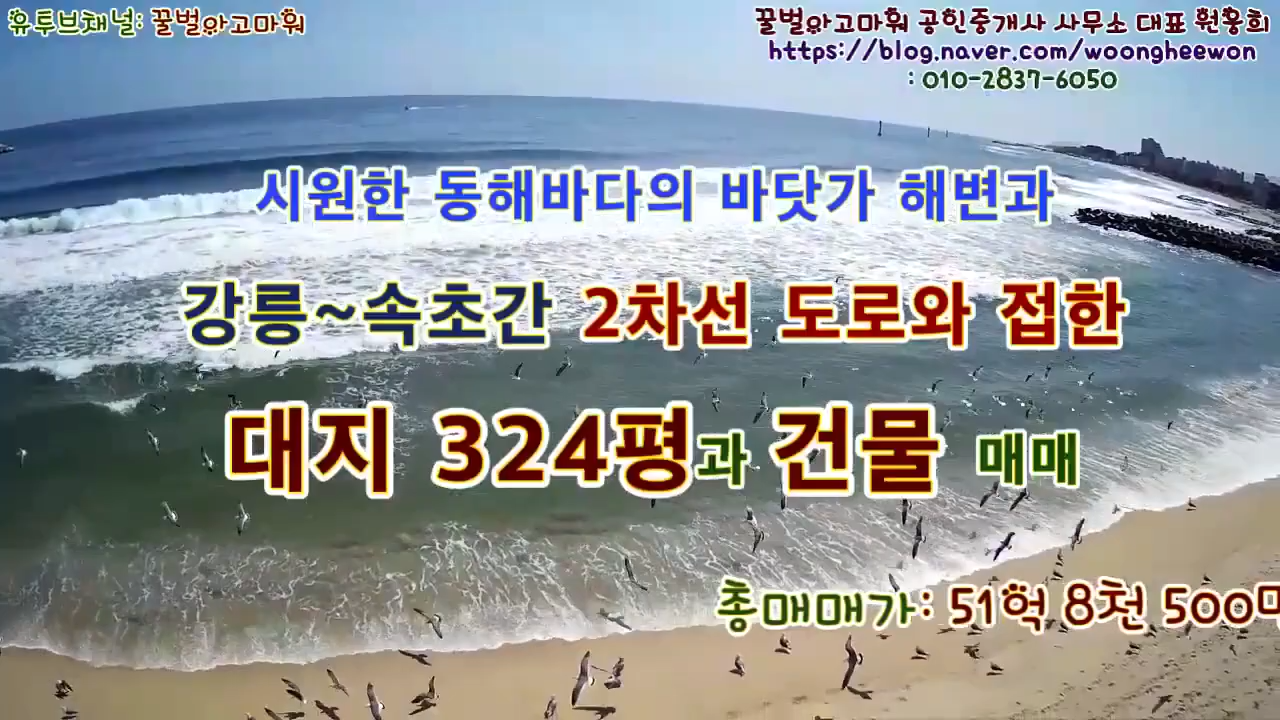 유투브채널: 꿀벌아고마워
꿀벌아고마워 공인중개사 사무소 대표 원웅희
https://blog.naver.com/woongheewon
: 010-2837-6050
시원한 동해바다의 바닷가 해변과
강릉~속초간 2차선 도로와 접한
대지 324평과 건물 매매
총매매가: 51억 8천 500